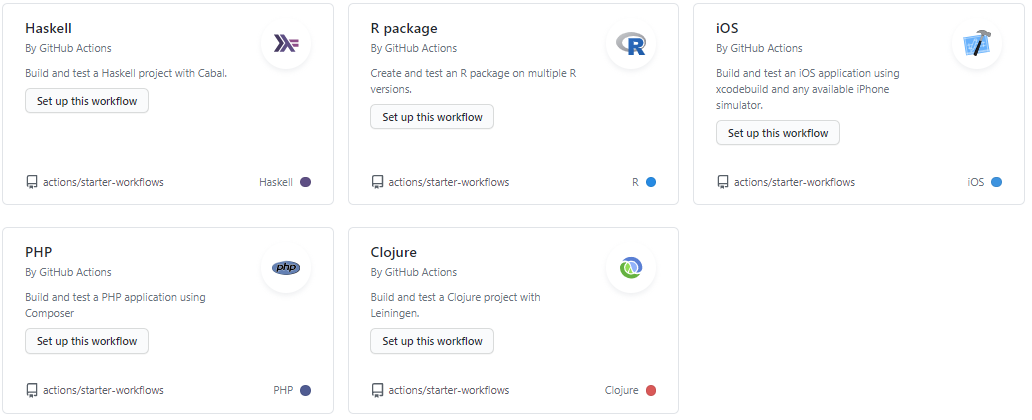 Haskell
By GitHub Actions
Build and test a Haskell project with Cabal.
Set up this workflow
actions/starter-workflows
Haskell
R package
By GitHub Actions
Create and test an R package on multiple R
versions.
Set up this workflow
actions/starter-workflows
R
R
iOS
By GitHub Actions
Build and test an iOS application using
xcodebuild and any available iPhone
simulator.
Set up this workflow
actions/starter-workflows
iOS
PHP
By GitHub Actions
php
Build and test a PHP application using
Composer
Set up this workflow
actions/starter-workflows
PHP
Clojure
By GitHub Actions
Build and test a Clojure project with
Leiningen.
Set up this workflow
actions/starter-workflows
Clojure